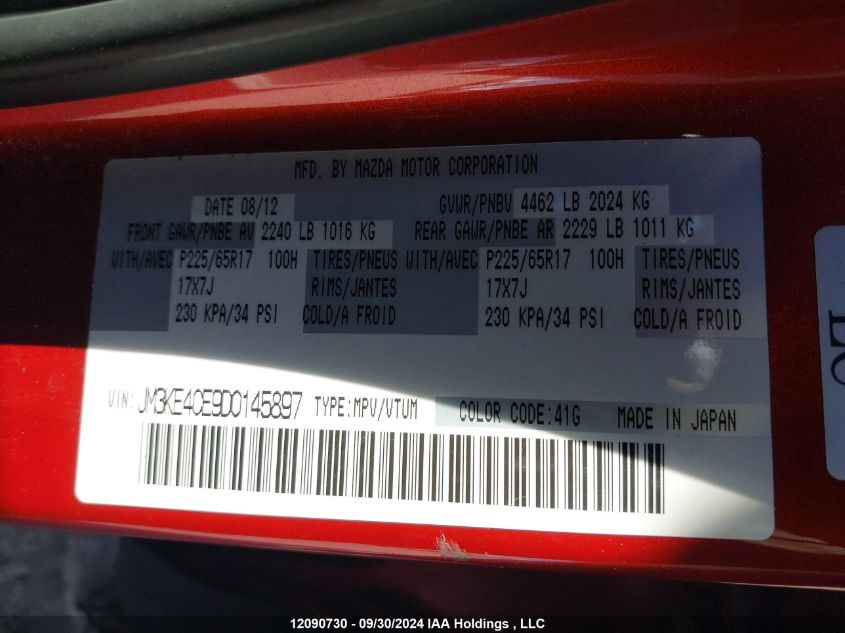 MFD. BY MAZDA MOTOR CORPORATION
DATE 08/12 GVWR/PNBV 4462 LB 2024 KG
FRONT GAWR/PNBE AV 2240 LB 1016 KG REAR GAWR/PNBE AR 2229 LB 1011 KG
WITH/AVEC P225/65R17 100H TIRES/PNEUS WITH/AVEC P225/65R17 100H TIRES/PNEUS
17X7J RIMS/JANTES 17X7J RIMS/JANTES
230 KPA/34 PSI COLD/A FROID 230 KPA/34 PSI COLD/A FROID
VIN: JM3KE4CE9D0145897 TYPE:MPV/VTUM COLOR CODE:41G MADE IN JAPAN
12090730 - 09/30/2024 IAA Holdings , LLC